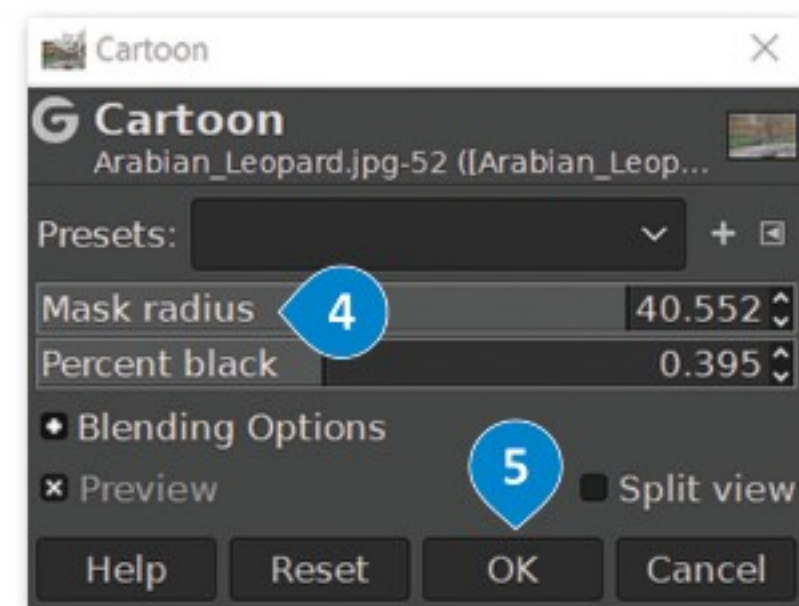 Cartoon
Cartoon
Arabian_Leopard.jpg-52 ([Arabian_Leop...
Presets:
Mask radius 4 40.552
Percent black 0.395
Blending Options
5
Preview Split view
Help Reset OK Cancel